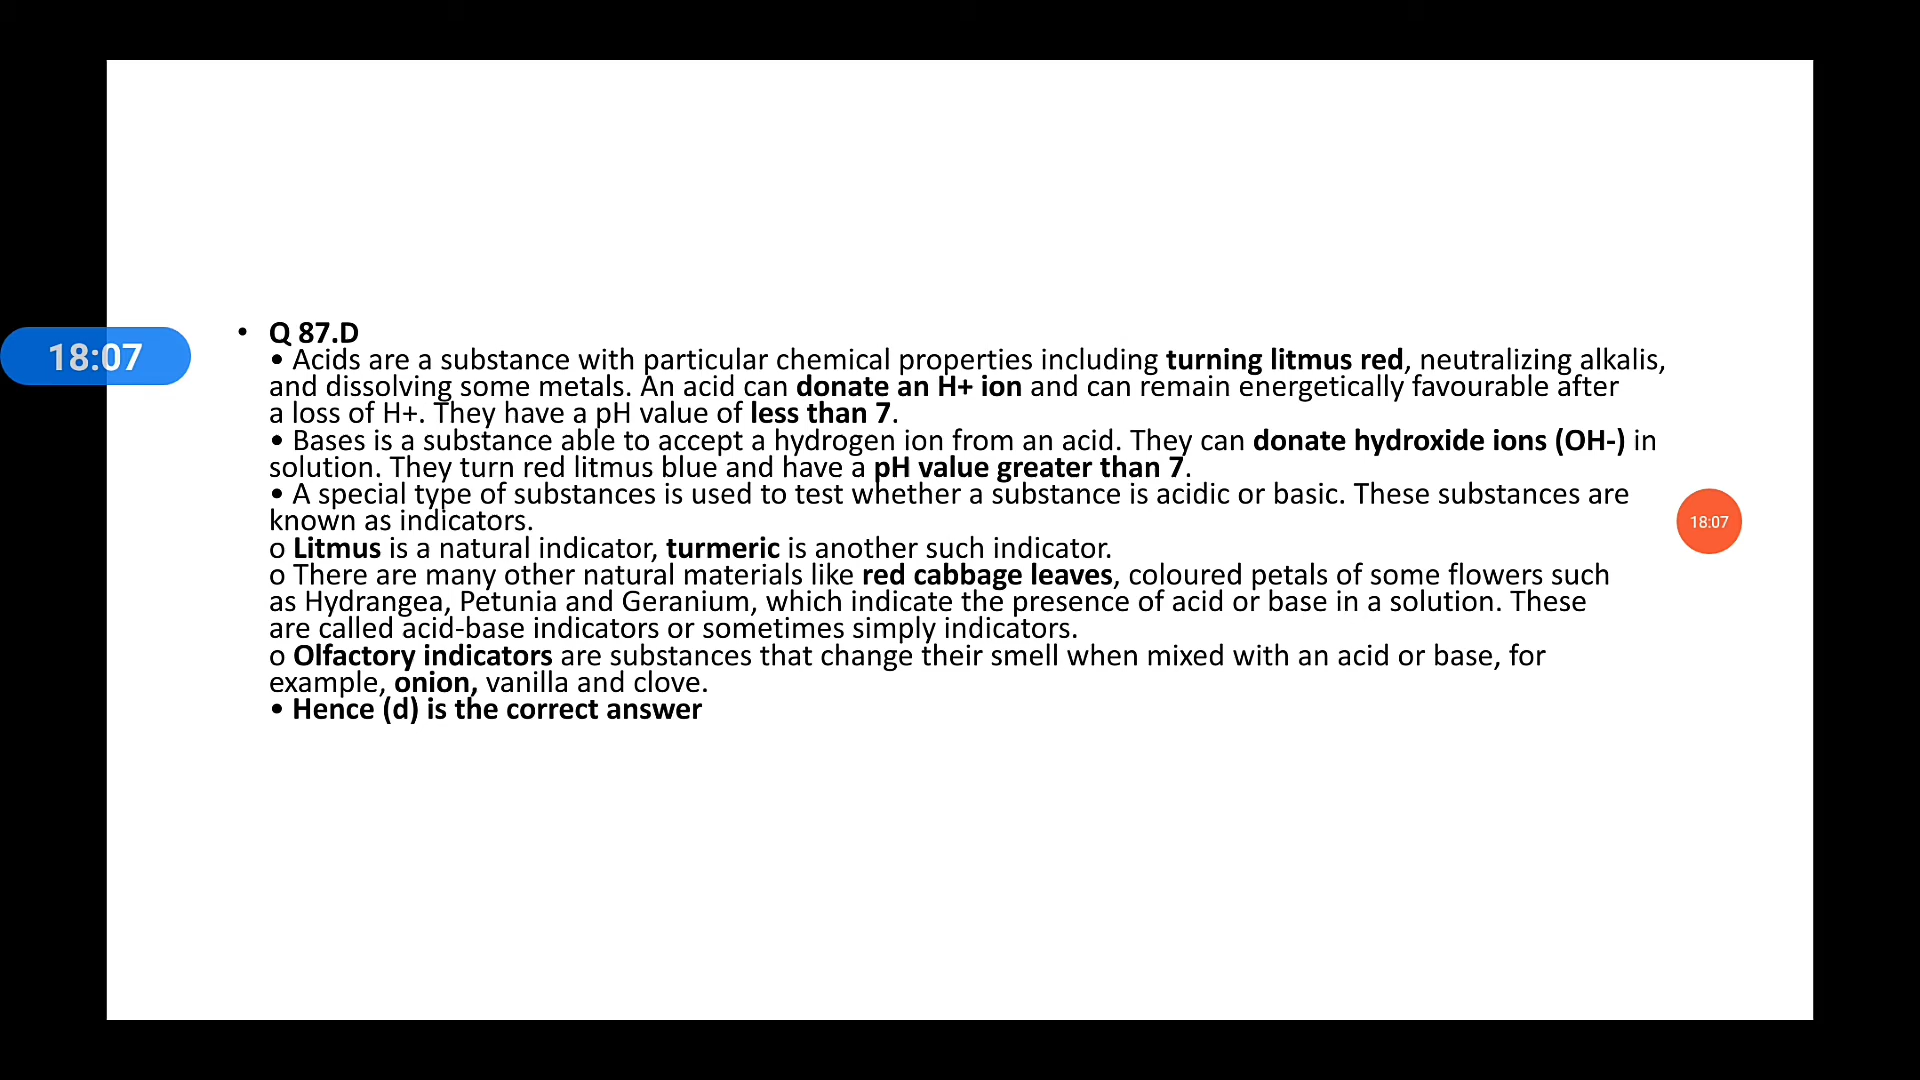 • Q 87.D
• Acids are a substance with particular chemical properties including turning litmus red, neutralizing alkalis,
and dissolving some metals. An acid can donate an H+ ion and can remain energetically favourable after
a loss of H+. They have a pH value of less than 7.
• Bases is a substance able to accept a hydrogen ion from an acid. They can donate hydroxide ions (OH-) in
solution. They turn red litmus blue and have a pH value greater than 7.
• A special type of substances is used to test whether a substance is acidic or basic. These substances are
known as indicators.
o Litmus is a natural indicator, turmeric is another such indicator.
o There are many other natural materials like red cabbage leaves, coloured petals of some flowers such
as Hydrangea, Petunia and Geranium, which indicate the presence of acid or base in a solution. These
are called acid-base indicators or sometimes simply indicators.
o Olfactory indicators are substances that change their smell when mixed with an acid or base, for
example, onion, vanilla and clove.
• Hence (d) is the correct answer
18:07
18:07